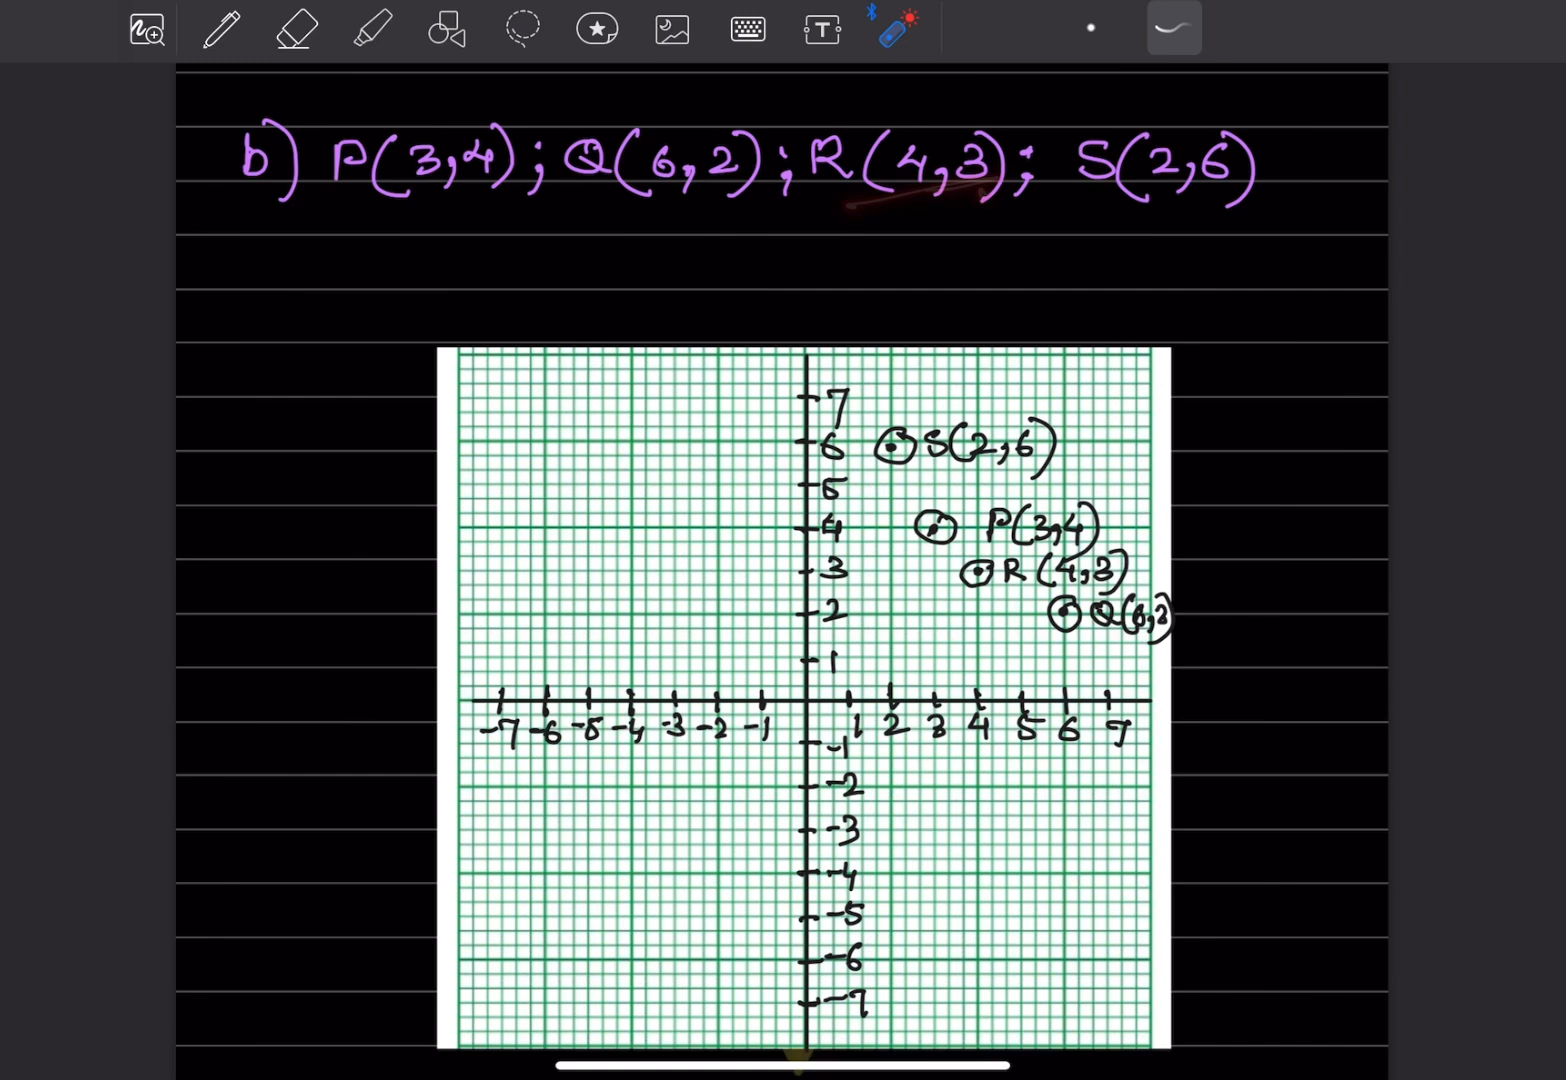 b) P(3,4); Q(6,2); R(4,3); S(2,6)
7
6 S(2,6)
5
4 P(3,4)
3 R(4,3)
2
1
-7 -6 -5 -4 -3 -2 -1 1 2 3 4 5 6 7
-1
-2
-3
-4
-5
-6
-7
T